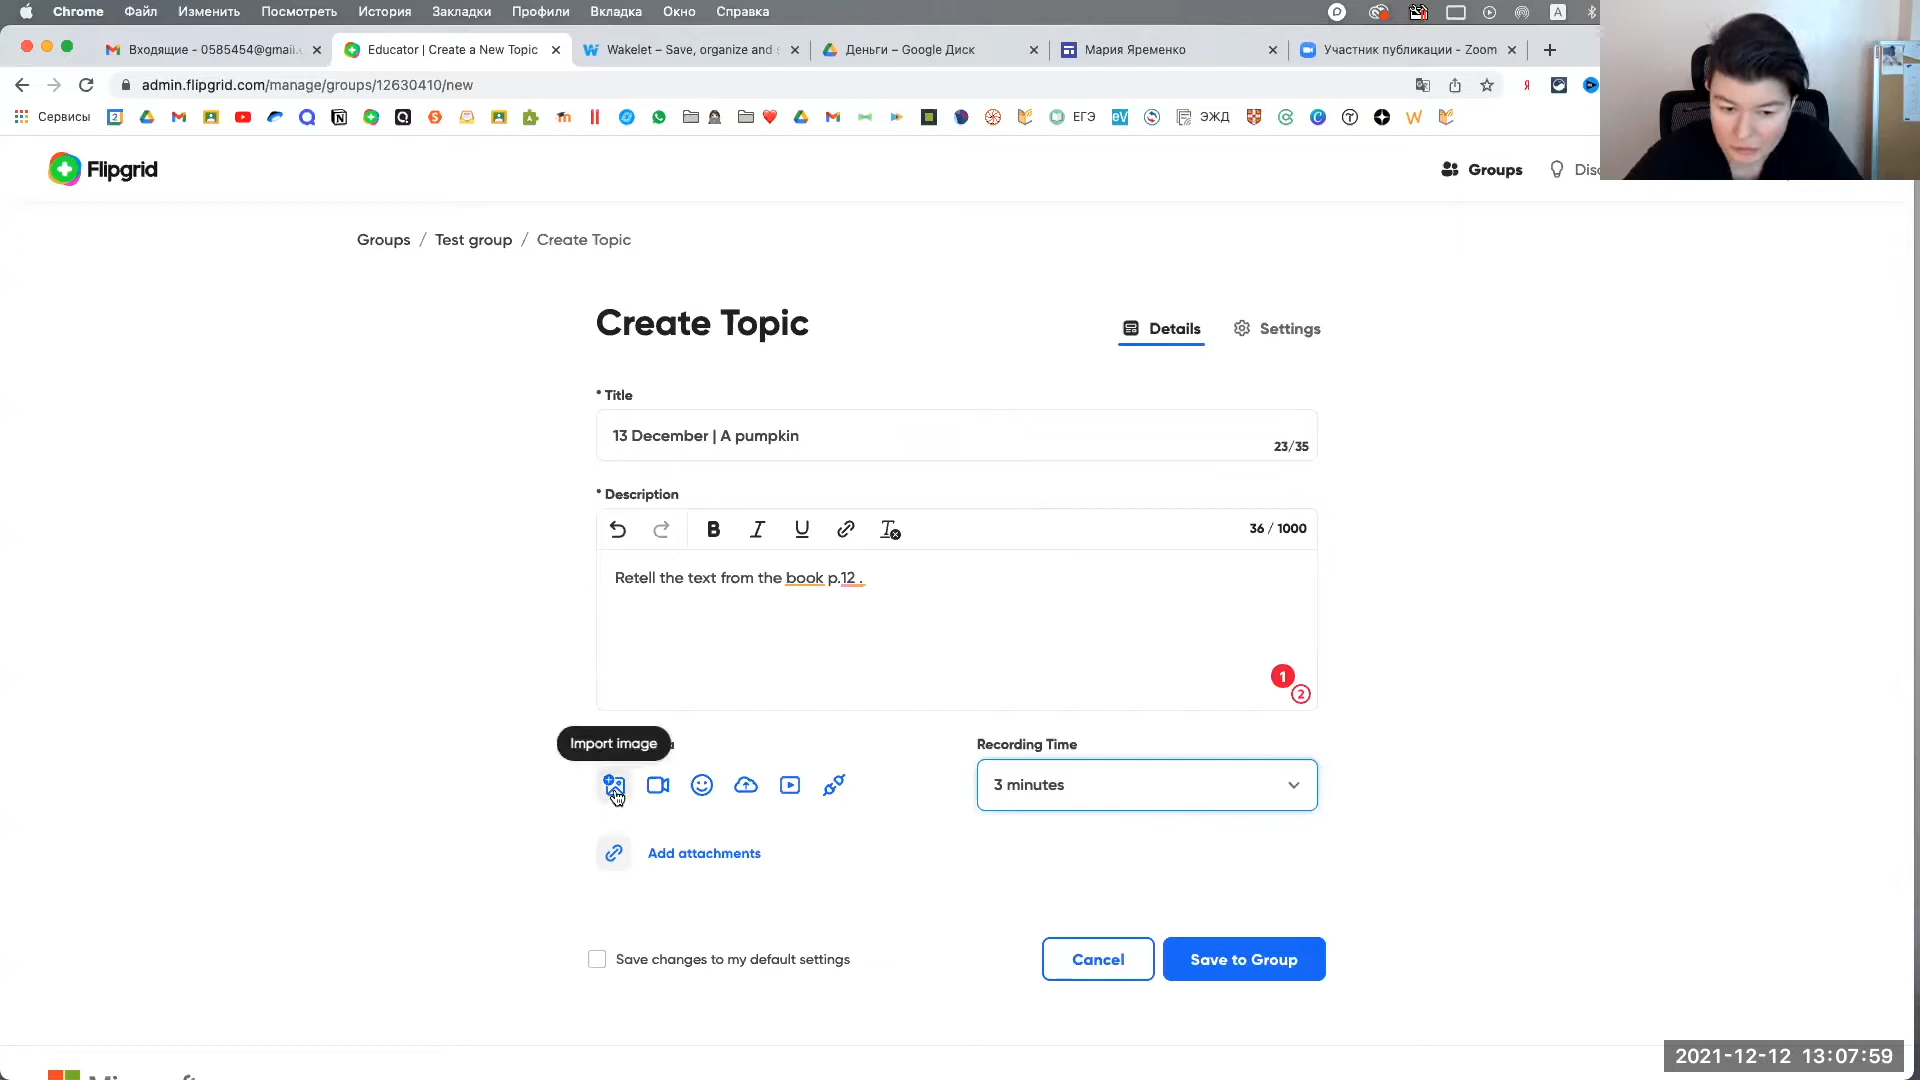 Chrome Файл Изменить Посмотреть История Закладки Профили Вкладка Окно Справка
Входящие - 0585454@gmail.
Educator | Create a New Topic
Wakelet – Save, organize and
Деньги – Google Диск
Мария Яременко
Участник публикации - Zoom
admin.flipgrid.com/manage/groups/12630410/new
Сервисы
ЕГЭ
eV
ЭЖД
Flipgrid
Groups
Groups / Test group / Create Topic
Create Topic
Details
Settings
* Title
13 December | A pumpkin
23/35
* Description
B I U
36 / 1000
Retell the text from the book p.12 .
1
2
Import image
Recording Time
3 minutes
Add attachments
Save changes to my default settings
Cancel
Save to Group
2021-12-12 13:07:59